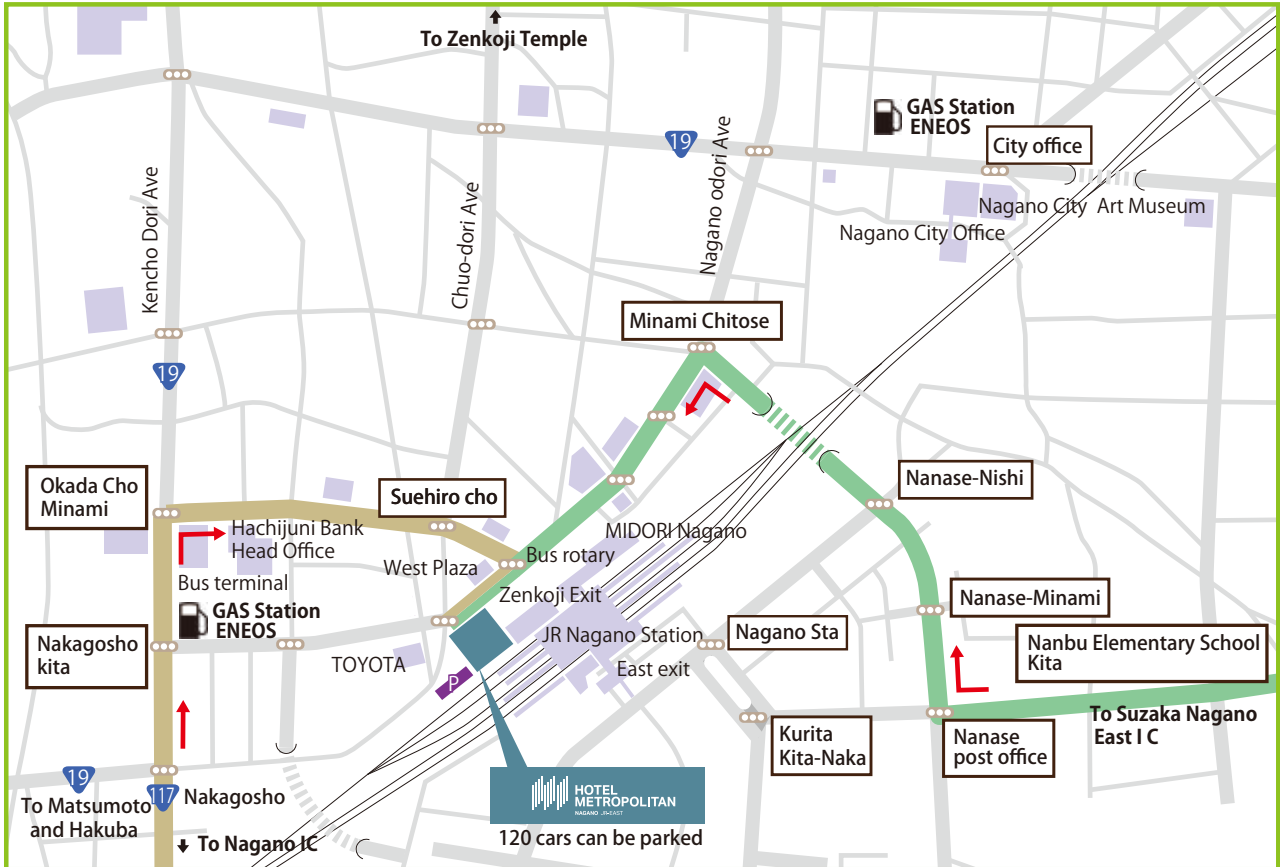 To Zenkoji Temple
GAS Station
ENEOS
19
City office
Kencho Dori Ave
Chuo-dori Ave
Nagano odori Ave
Nagano City Art Museum
Nagano City Office
Minami Chitose
19
Okada Cho
Minami
Suehiro cho
Nanase-Nishi
Hachijuni Bank
Head Office
MIDORI Nagano
Bus rotary
West Plaza
Bus terminal
Zenkoji Exit
GAS Station
ENEOS
Nanase-Minami
Nakagosho
kita
JR Nagano Station
Nagano Sta
Nanbu Elementary School
Kita
TOYOTA
East exit
P
To Suzaka Nagano
East I C
Kurita
Kita-Naka
Nanase
post office
19
117
Nakagosho
To Matsumoto
and Hakuba
HOTEL
METROPOLITAN
NAGANO JR-EAST
120 cars can be parked
To Nagano IC